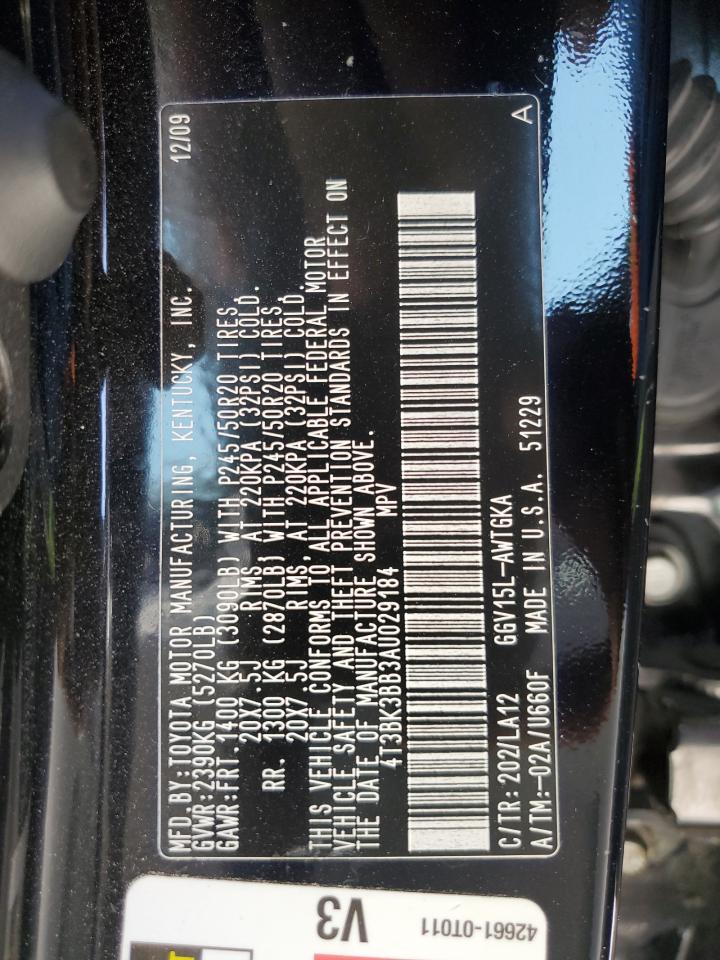 MFD.BY:TOYOTA MOTOR MANUFACTURING, KENTUCKY, INC. 12/09
GVWR:2390KG (5270LB)
GAWR:FRT.1400 KG (3090LB) WITH P245/50R20 TIRES,
20X7.5J RIMS, AT 220KPA (32PSI) COLD.
RR. 1300 KG (2870LB) WITH P245/50R20 TIRES,
20X7.5J RIMS, AT 220KPA (32PSI) COLD.
THIS VEHICLE CONFORMS TO ALL APPLICABLE FEDERAL MOTOR
VEHICLE SAFETY AND THEFT PREVENTION STANDARDS IN EFFECT ON
THE DATE OF MANUFACTURE SHOWN ABOVE.
4T3BK3BB3AU029184 MPV
C/TR:202/LA12 GGV15L-AWTGKA
A/TM:-02A/U660F MADE IN U.S.A. 51229 A
V3
42661-0T011